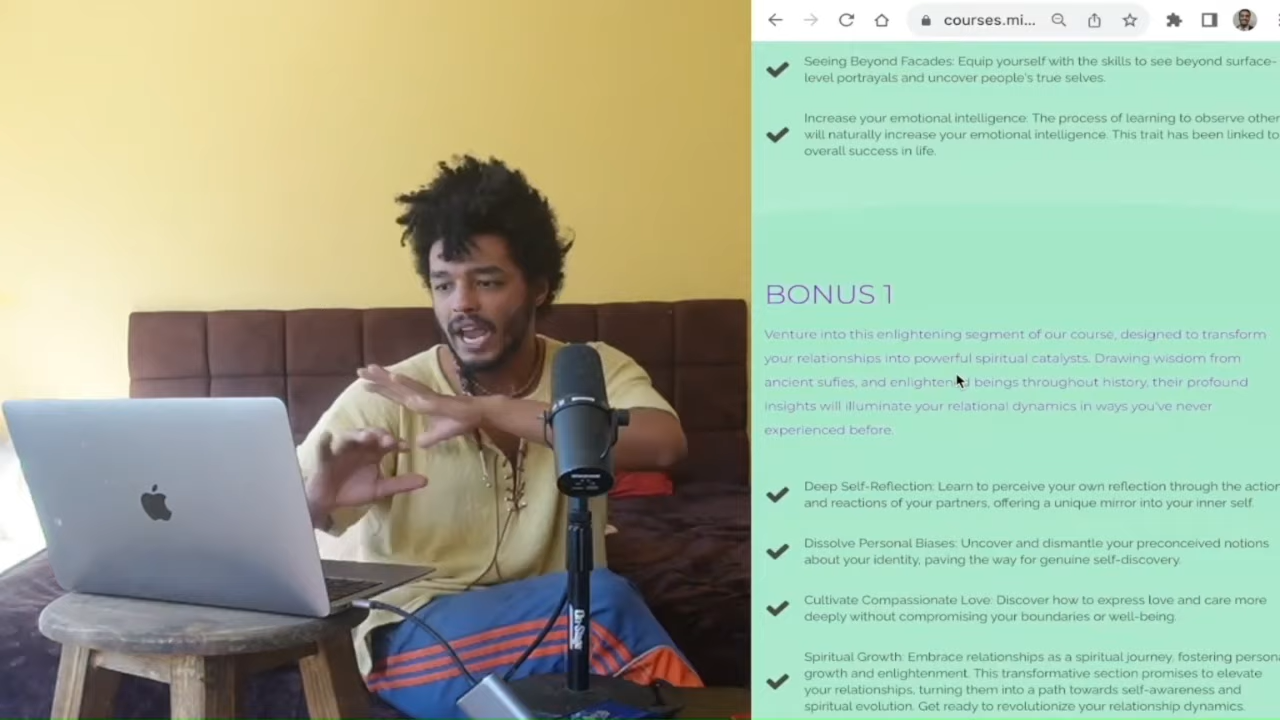 courses.mi...
Seeing Beyond Facades: Equip yourself with the skills to see beyond surface-
level portrayals and uncover people's true selves.
Increase your emotional intelligence: The process of learning to observe other
will naturally increase your emotional intelligence. This trait has been linked to
overall success in life.
BONUS 1
Venture into this enlightening segment of our course, designed to transform
your relationships into powerful spiritual catalysts. Drawing wisdom from
ancient sufies, and enlightened beings throughout history, their profound
insights will illuminate your relational dynamics in ways you've never
experienced before.
Deep Self-Reflection: Learn to perceive your own reflection through the action
and reactions of your partners, offering a unique mirror into your inner self.
Dissolve Personal Biases: Uncover and dismantle your preconceived notions
about your identity, paving the way for genuine self-discovery.
Cultivate Compassionate Love: Discover how to express love and care more
deeply without compromising your boundaries or well-being.
Spiritual Growth: Embrace relationships as a spiritual journey, fostering persona
growth and enlightenment. This transformative section promises to elevate
your relationships, turning them into a path towards self-awareness and
spiritual evolution. Get ready to revolutionize your relationship dynamics.
On-Stage